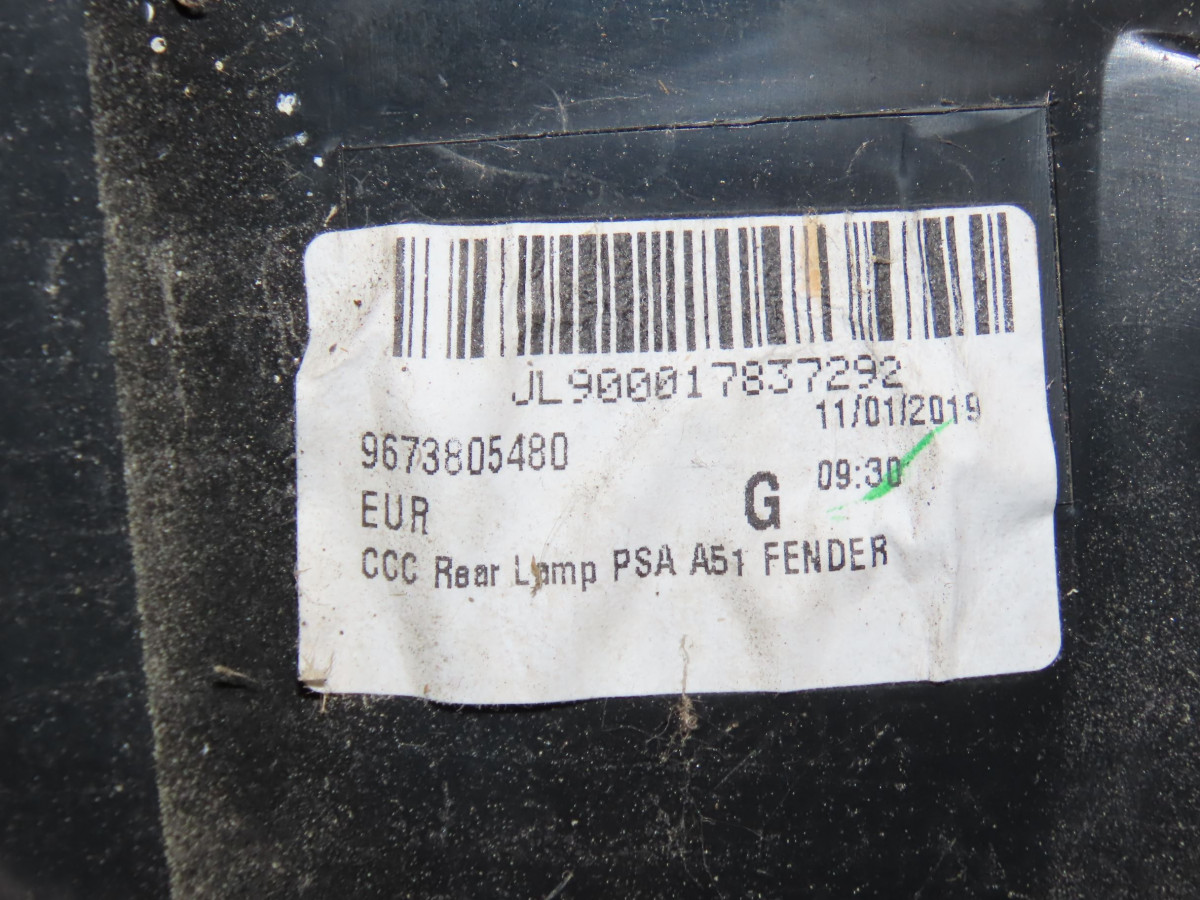 JL900017837292
11/01/2019
9673805480
09:30
EUR
G
CCC Rear Lamp PSA A51 FENDER